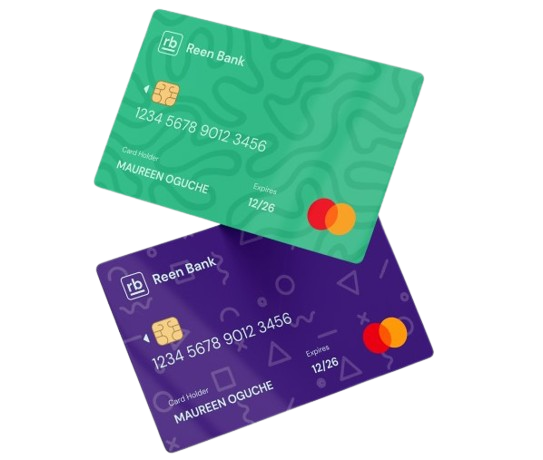 rb Reen Bank
1234 5678 9012 3456
Card Holder
MAUREEN OGUCHE
Expires
12/26
rb Reen Bank
1234 5678 9012 3456
Card Holder
MAUREEN OGUCHE
Expires
12/26